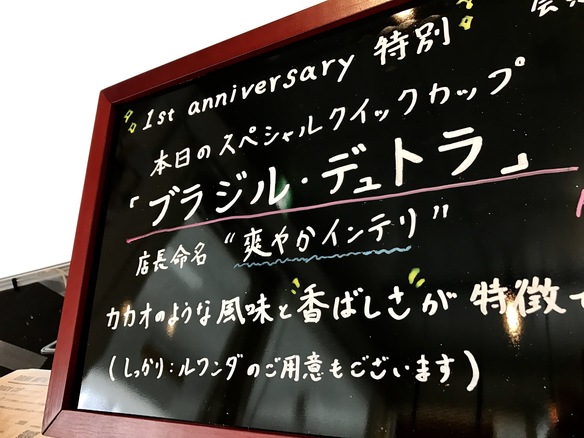 1st anniversary 特別
本日のスペシャルクイックカップ
「ブラジル・デュトラ」
店長命名 "爽やかインテリ"
カカオのような風味と香ばしさが特徴
(しっかり:ルワンダのご用意もございます)